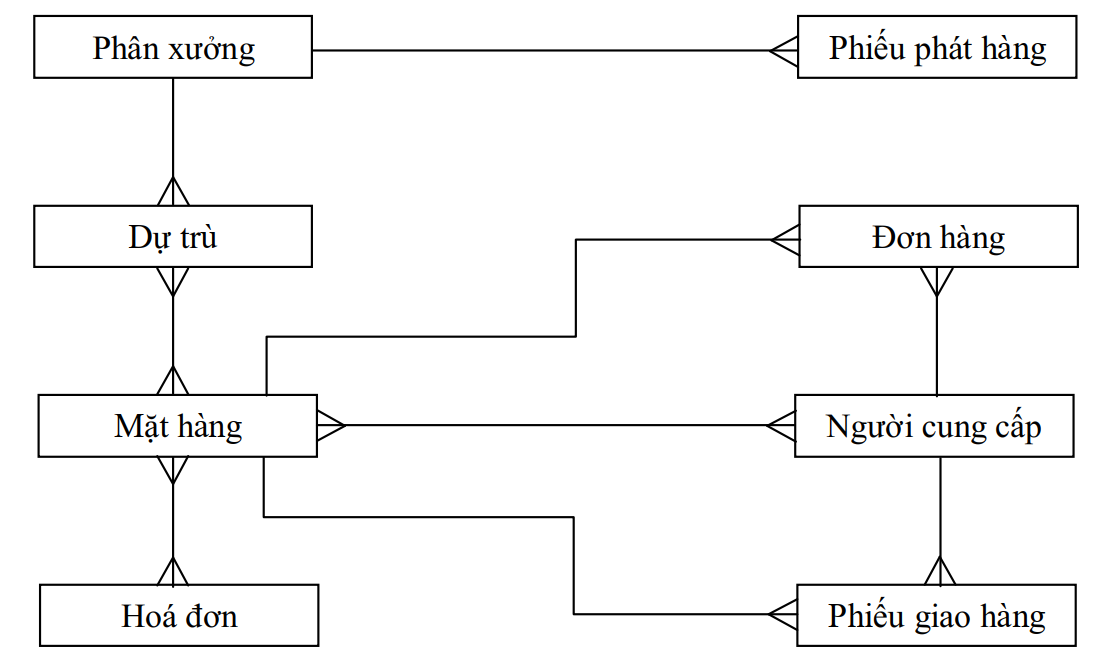 Phân xưởng
Phiếu phát hàng
Dự trù
Đơn hàng
Mặt hàng
Người cung cấp
Hoá đơn
Phiếu giao hàng